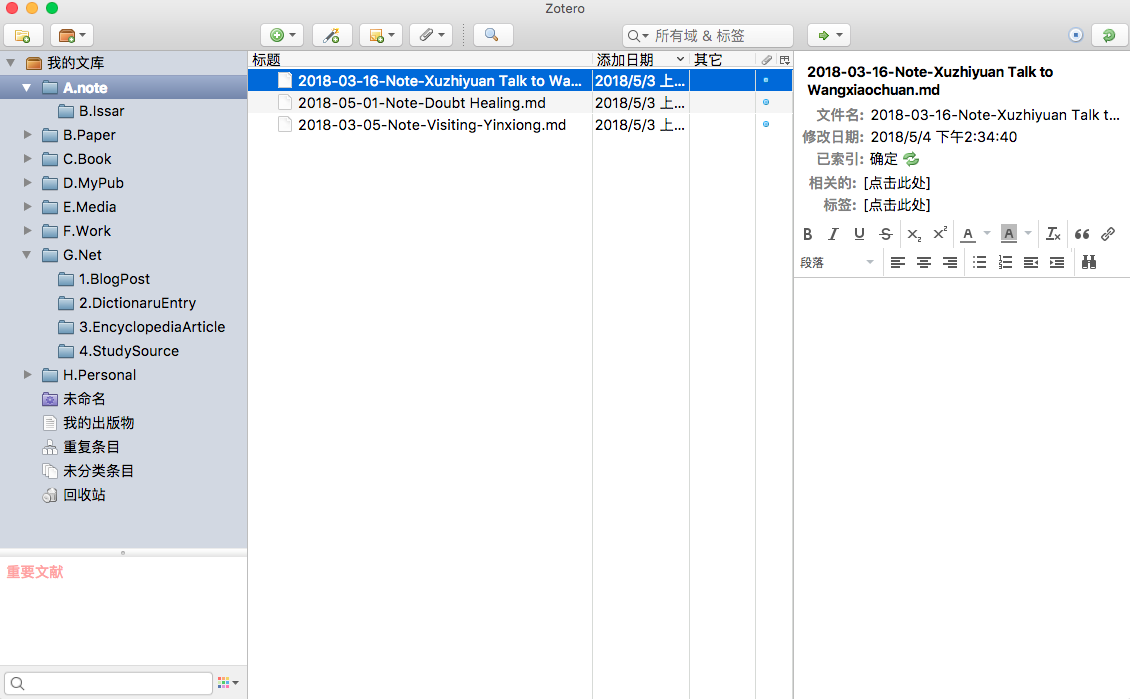 Zotero
所有域 & 标签
我的文库
A.note
B.Issar
B.Paper
C.Book
D.MyPub
E.Media
F.Work
G.Net
1.BlogPost
2.DictionaruEntry
3.EncyclopediaArticle
4.StudySource
H.Personal
未命名
我的出版物
重复条目
未分类条目
回收站
重要文献
标题 添加日期 其它
2018-03-16-Note-Xuzhiyuan Talk to Wa... 2018/5/3 上...
2018-05-01-Note-Doubt Healing.md 2018/5/3 上...
2018-03-05-Note-Visiting-Yinxiong.md 2018/5/3 上...
2018-03-16-Note-Xuzhiyuan Talk to
Wangxiaochuan.md
文件名: 2018-03-16-Note-Xuzhiyuan Talk t...
修改日期: 2018/5/4 下午2:34:40
已索引: 确定
相关的: [点击此处]
标签: [点击此处]
B I U S X₂ X² A A Tx
段落